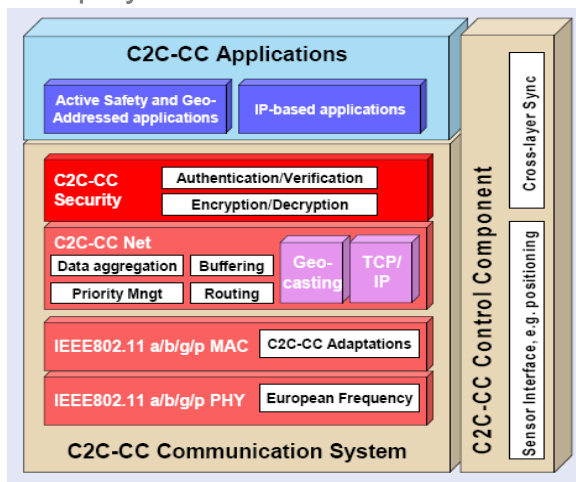 C2C-CC Applications
Active Safety and Geo-
Addressed applications
IP-based applications
C2C-CC
Security
Authentication/Verification
Encryption/Decryption
C2C-CC Net
Data aggregation
Buffering
Priority Mngt
Routing
Geo-
casting
TCP/
IP
IEEE802.11 a/b/g/p MAC
C2C-CC Adaptations
IEEE802.11 a/b/g/p PHY
European Frequency
C2C-CC Communication System
C2C-CC Control Component
Cross-layer Sync
Sensor Interface, e.g. positioning